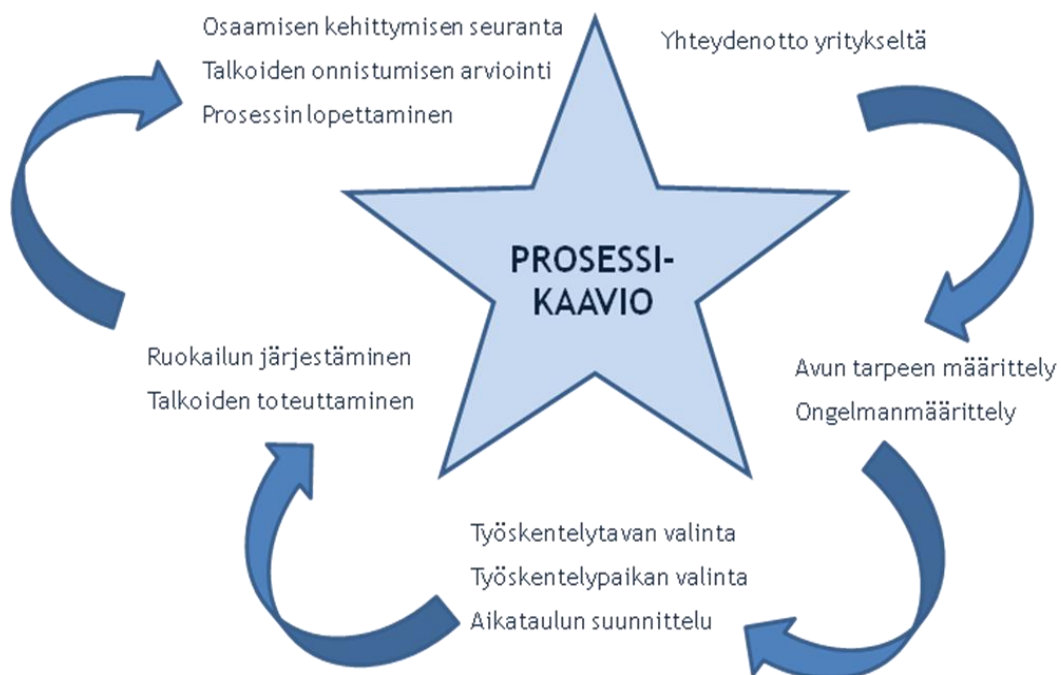 Osaamisen kehittymisen seuranta
Talkoiden onnistumisen arviointi
Prosessin lopettaminen
Yhteydenotto yritykseltä
PROSESSI-
KAAVIO
Avun tarpeen määrittely
Ongelmanmäärittely
Työskentelytavan valinta
Työskentelypaikan valinta
Aikataulun suunnittelu
Ruokailun järjestäminen
Talkoiden toteuttaminen